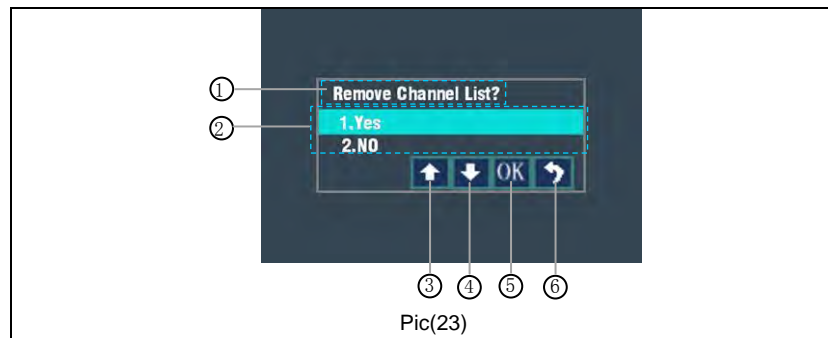 ① Remove Channel List?
② 1.Yes
2.NO
OK
③ ④ ⑤ ⑥
Pic(23)